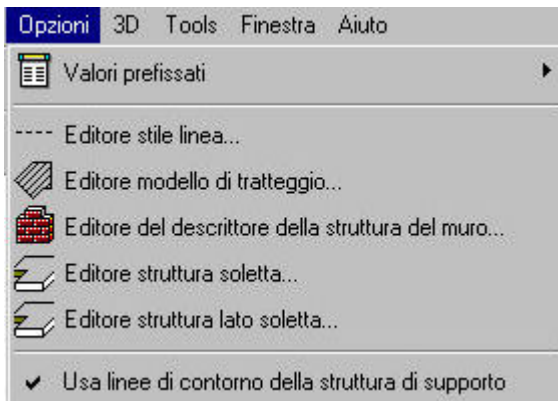 Opzioni 3D Tools Finestra Aiuto
Valori prefissati
Editore stile linea...
Editore modello di tratteggio...
Editore del descrittore della struttura del muro...
Editore struttura soletta...
Editore struttura lato soletta...
Usa linee di contorno della struttura di supporto